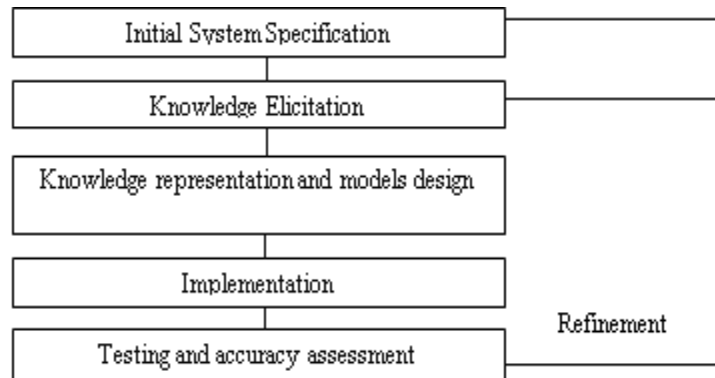 Initial System Specification
Knowledge Elicitation
Knowledge representation and models design
Implementation
Refinement
Testing and accuracy assessment